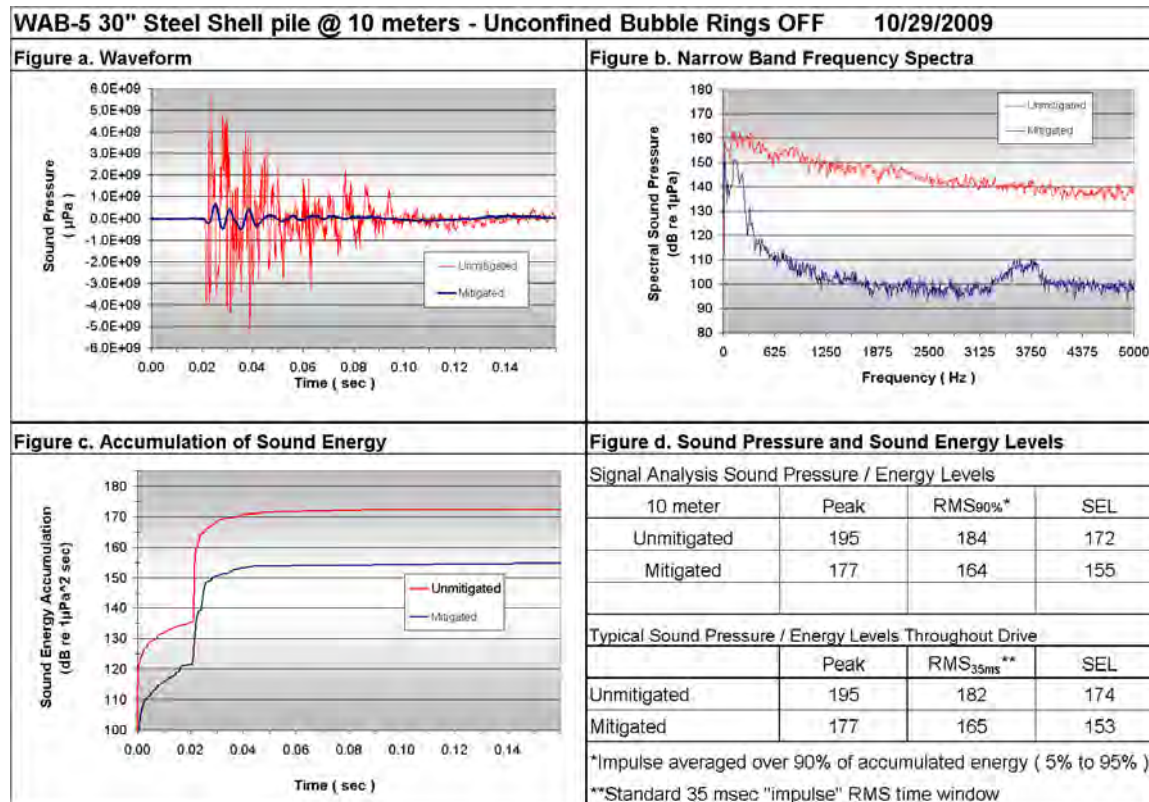 WAB-5 30" Steel Shell pile @ 10 meters - Unconfined Bubble Rings OFF 10/29/2009
Figure a. Waveform
6.0E+09
5.0E+09
4.0E+09
3.0E+09
2.0E+09
1.0E+09
0.0E+00
-1.0E+09
-2.0E+09
-3.0E+09
-4.0E+09
-5.0E+09
-6.0E+09
Sound Pressure
( µPa)
Unmitigated
Mitigated
0.00 0.02 0.04 0.06 0.08 0.10 0.12 0.14
Time ( sec )
Figure b. Narrow Band Frequency Spectra
180
170
160
150
140
130
120
110
100
90
80
Spectral Sound Pressure
(dB re 1µPa)
Unmitigated
Mitigated
0 625 1250 1875 2500 3125 3750 4375 5000
Frequency ( Hz )
Figure c. Accumulation of Sound Energy
180
170
160
150
140
130
120
110
100
Sound Energy Accumulation
(dB re 1µPa^2 sec)
Unmitigated
Mitigated
0.00 0.02 0.04 0.06 0.08 0.10 0.12 0.14
Time ( sec )
Figure d. Sound Pressure and Sound Energy Levels
Signal Analysis Sound Pressure / Energy Levels
10 meter Peak RMS90%* SEL
Unmitigated 195 184 172
Mitigated 177 164 155
Typical Sound Pressure / Energy Levels Throughout Drive
Peak RMS35ms** SEL
Unmitigated 195 182 174
Mitigated 177 165 153
*Impulse averaged over 90% of accumulated energy ( 5% to 95% )
**Standard 35 msec "impulse" RMS time window